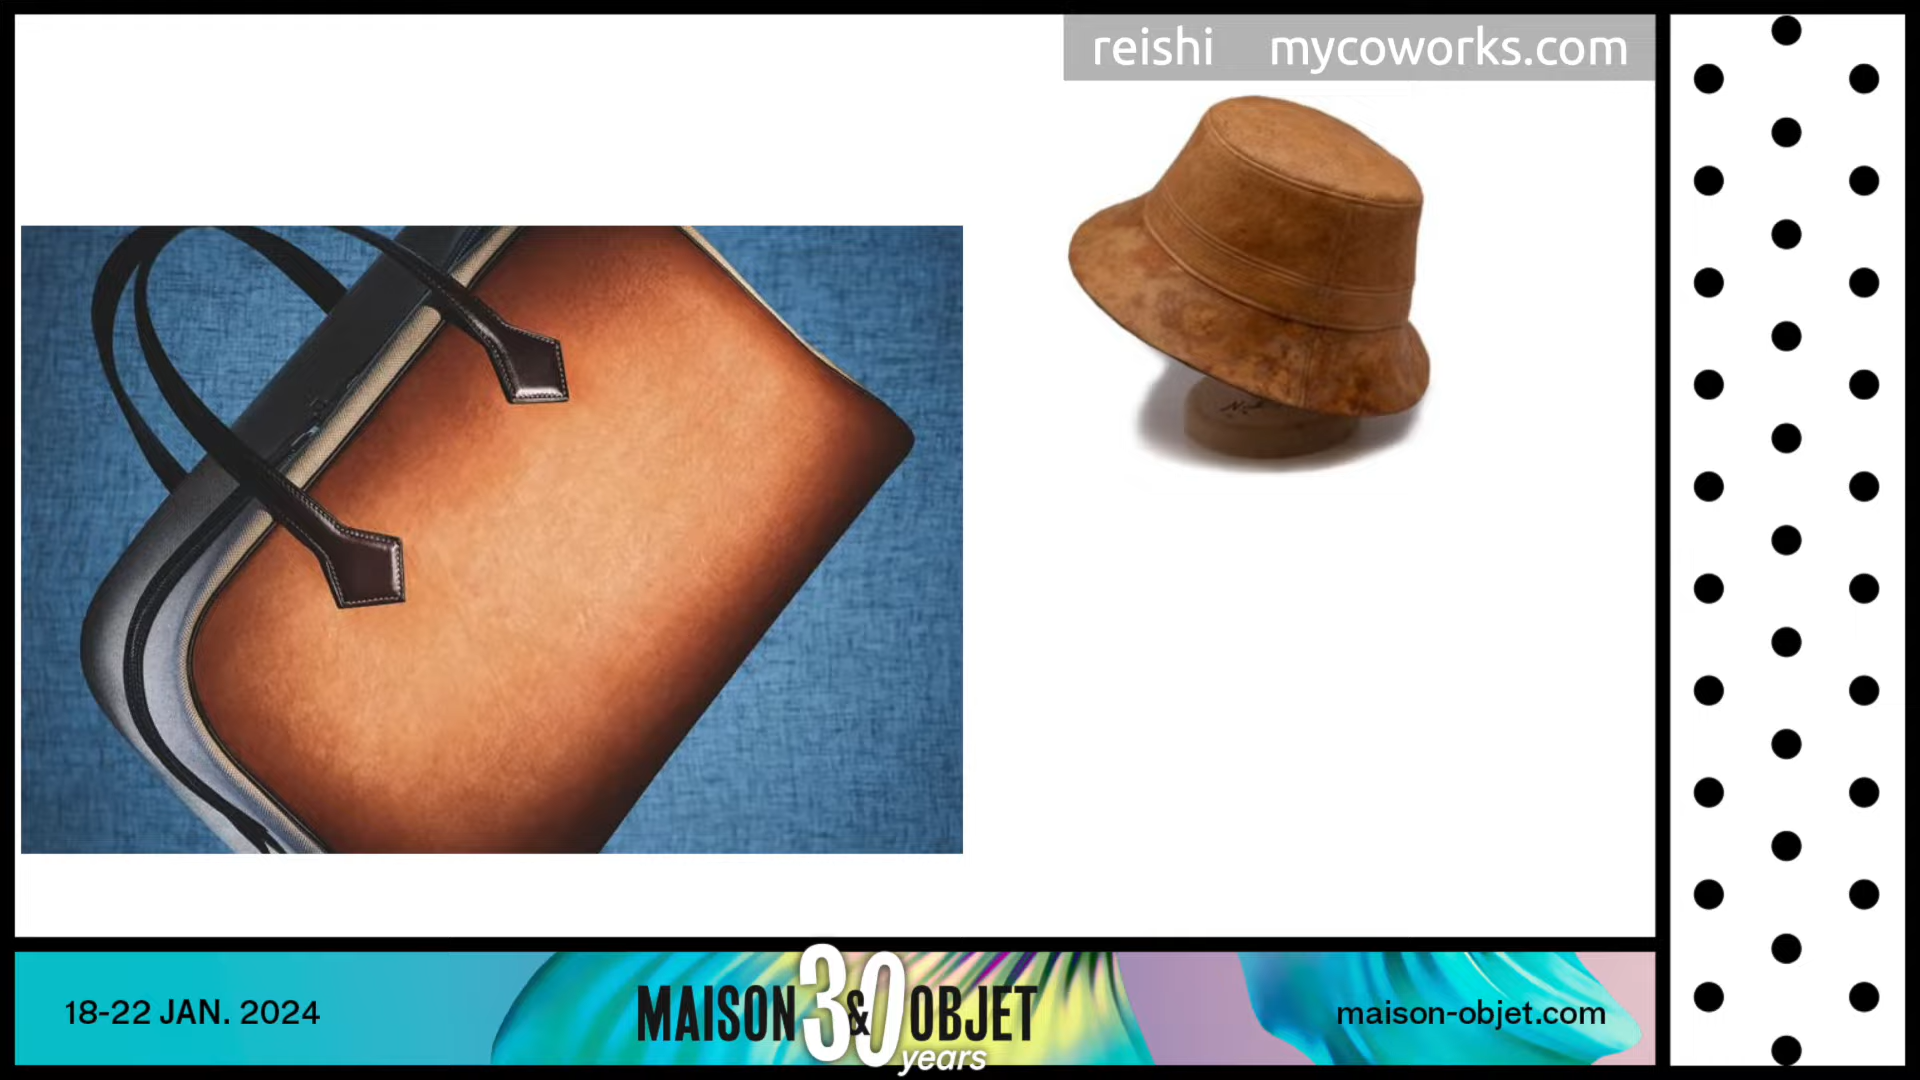 reishi mycoworks.com
18-22 JAN. 2024
MAISON & OBJET
30
years
maison-objet.com